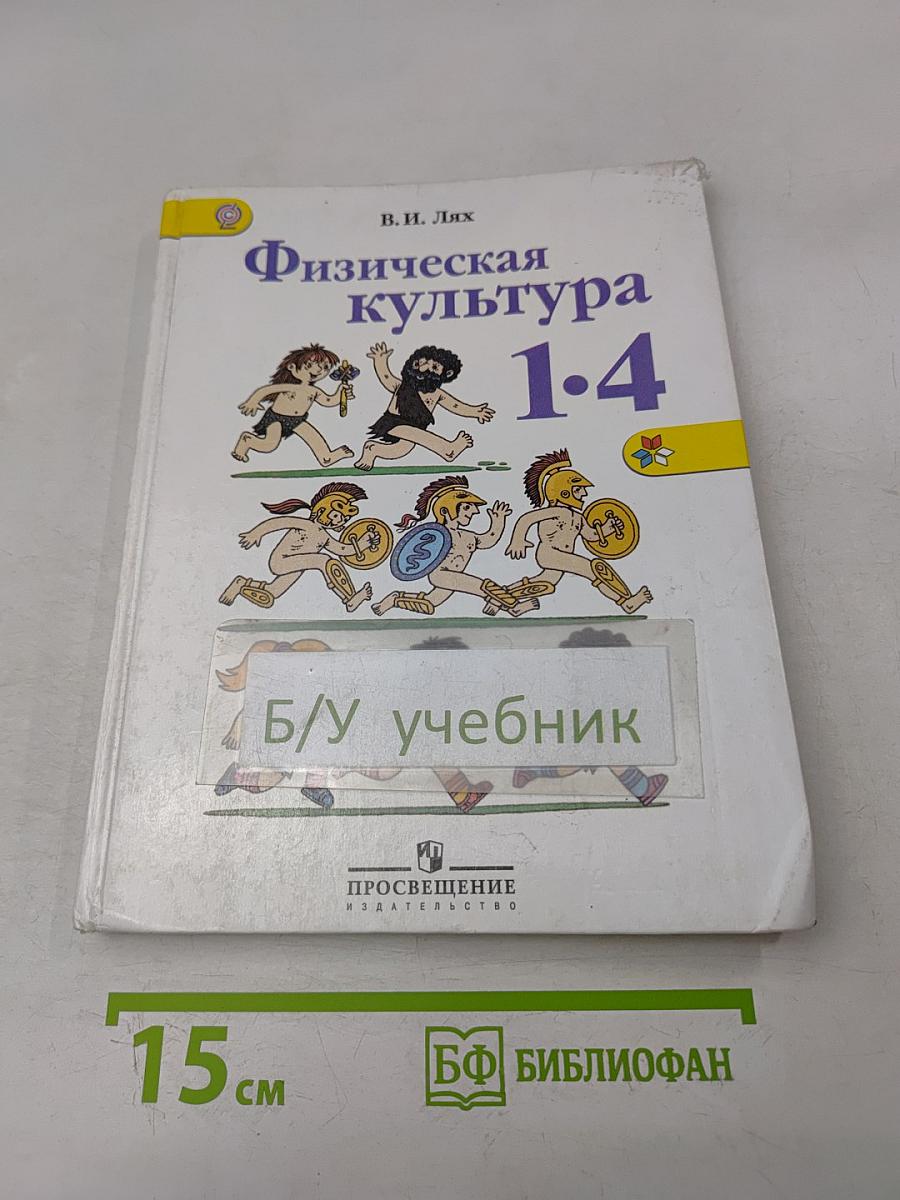 В. И. Лях
Физическая
культура
1•4
Б/У учебник
ПРОСВЕЩЕНИЕ
ИЗДАТЕЛЬСТВО
15 см
БФ БИБЛИОФАН